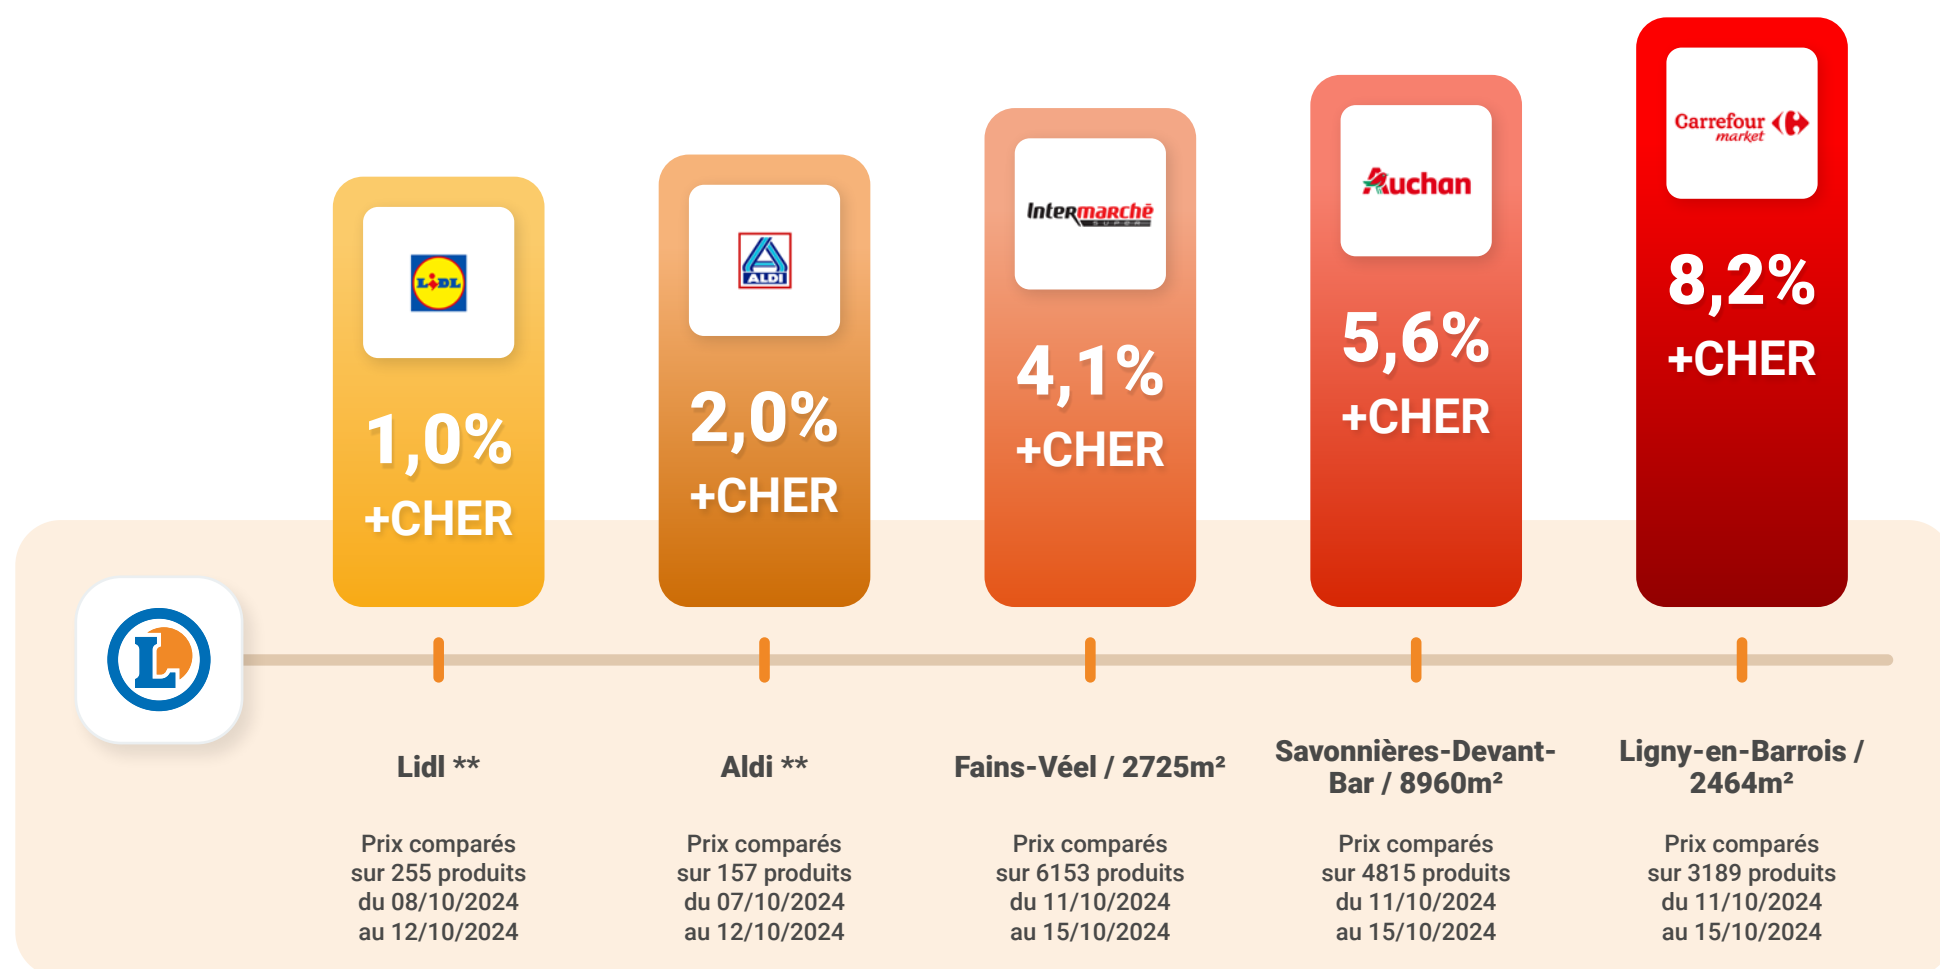 LiDL
1,0%
+CHER
ALDI
2,0%
+CHER
Intermarchē
SUPER
4,1%
+CHER
Auchan
5,6%
+CHER
Carrefour
market
8,2%
+CHER
L
Lidl **
Prix comparés
sur 255 produits
du 08/10/2024
au 12/10/2024
Aldi **
Prix comparés
sur 157 produits
du 07/10/2024
au 12/10/2024
Fains-Véel / 2725m²
Prix comparés
sur 6153 produits
du 11/10/2024
au 15/10/2024
Savonnières-Devant-
Bar / 8960m²
Prix comparés
sur 4815 produits
du 11/10/2024
au 15/10/2024
Ligny-en-Barrois /
2464m²
Prix comparés
sur 3189 produits
du 11/10/2024
au 15/10/2024